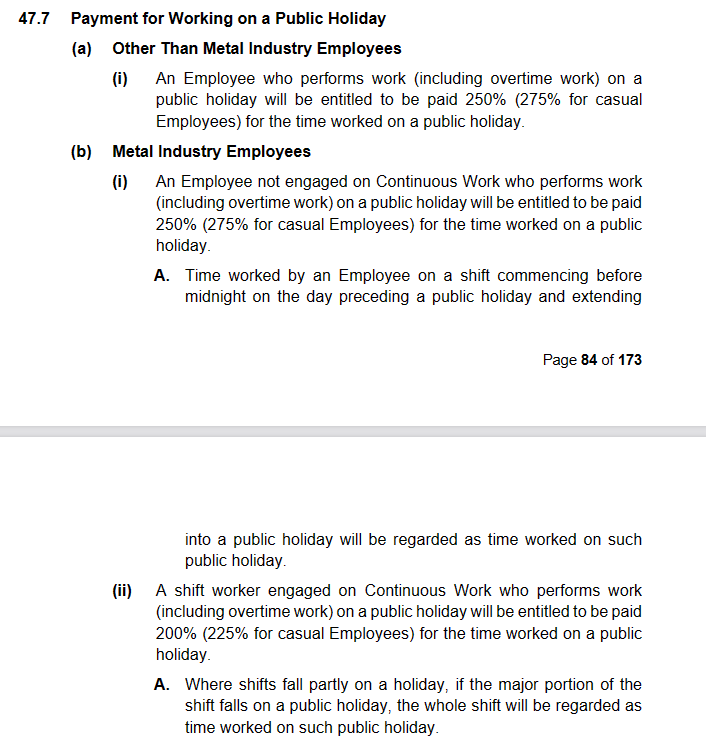 47.7 Payment for Working on a Public Holiday
(a) Other Than Metal Industry Employees
(i) An Employee who performs work (including overtime work) on a
public holiday will be entitled to be paid 250% (275% for casual
Employees) for the time worked on a public holiday.
(b) Metal Industry Employees
(i) An Employee not engaged on Continuous Work who performs work
(including overtime work) on a public holiday will be entitled to be paid
250% (275% for casual Employees) for the time worked on a public
holiday.
A. Time worked by an Employee on a shift commencing before
midnight on the day preceding a public holiday and extending
Page 84 of 173
into a public holiday will be regarded as time worked on such
public holiday.
(ii) A shift worker engaged on Continuous Work who performs work
(including overtime work) on a public holiday will be entitled to be paid
200% (225% for casual Employees) for the time worked on a public
holiday.
A. Where shifts fall partly on a holiday, if the major portion of the
shift falls on a public holiday, the whole shift will be regarded as
time worked on such public holiday.